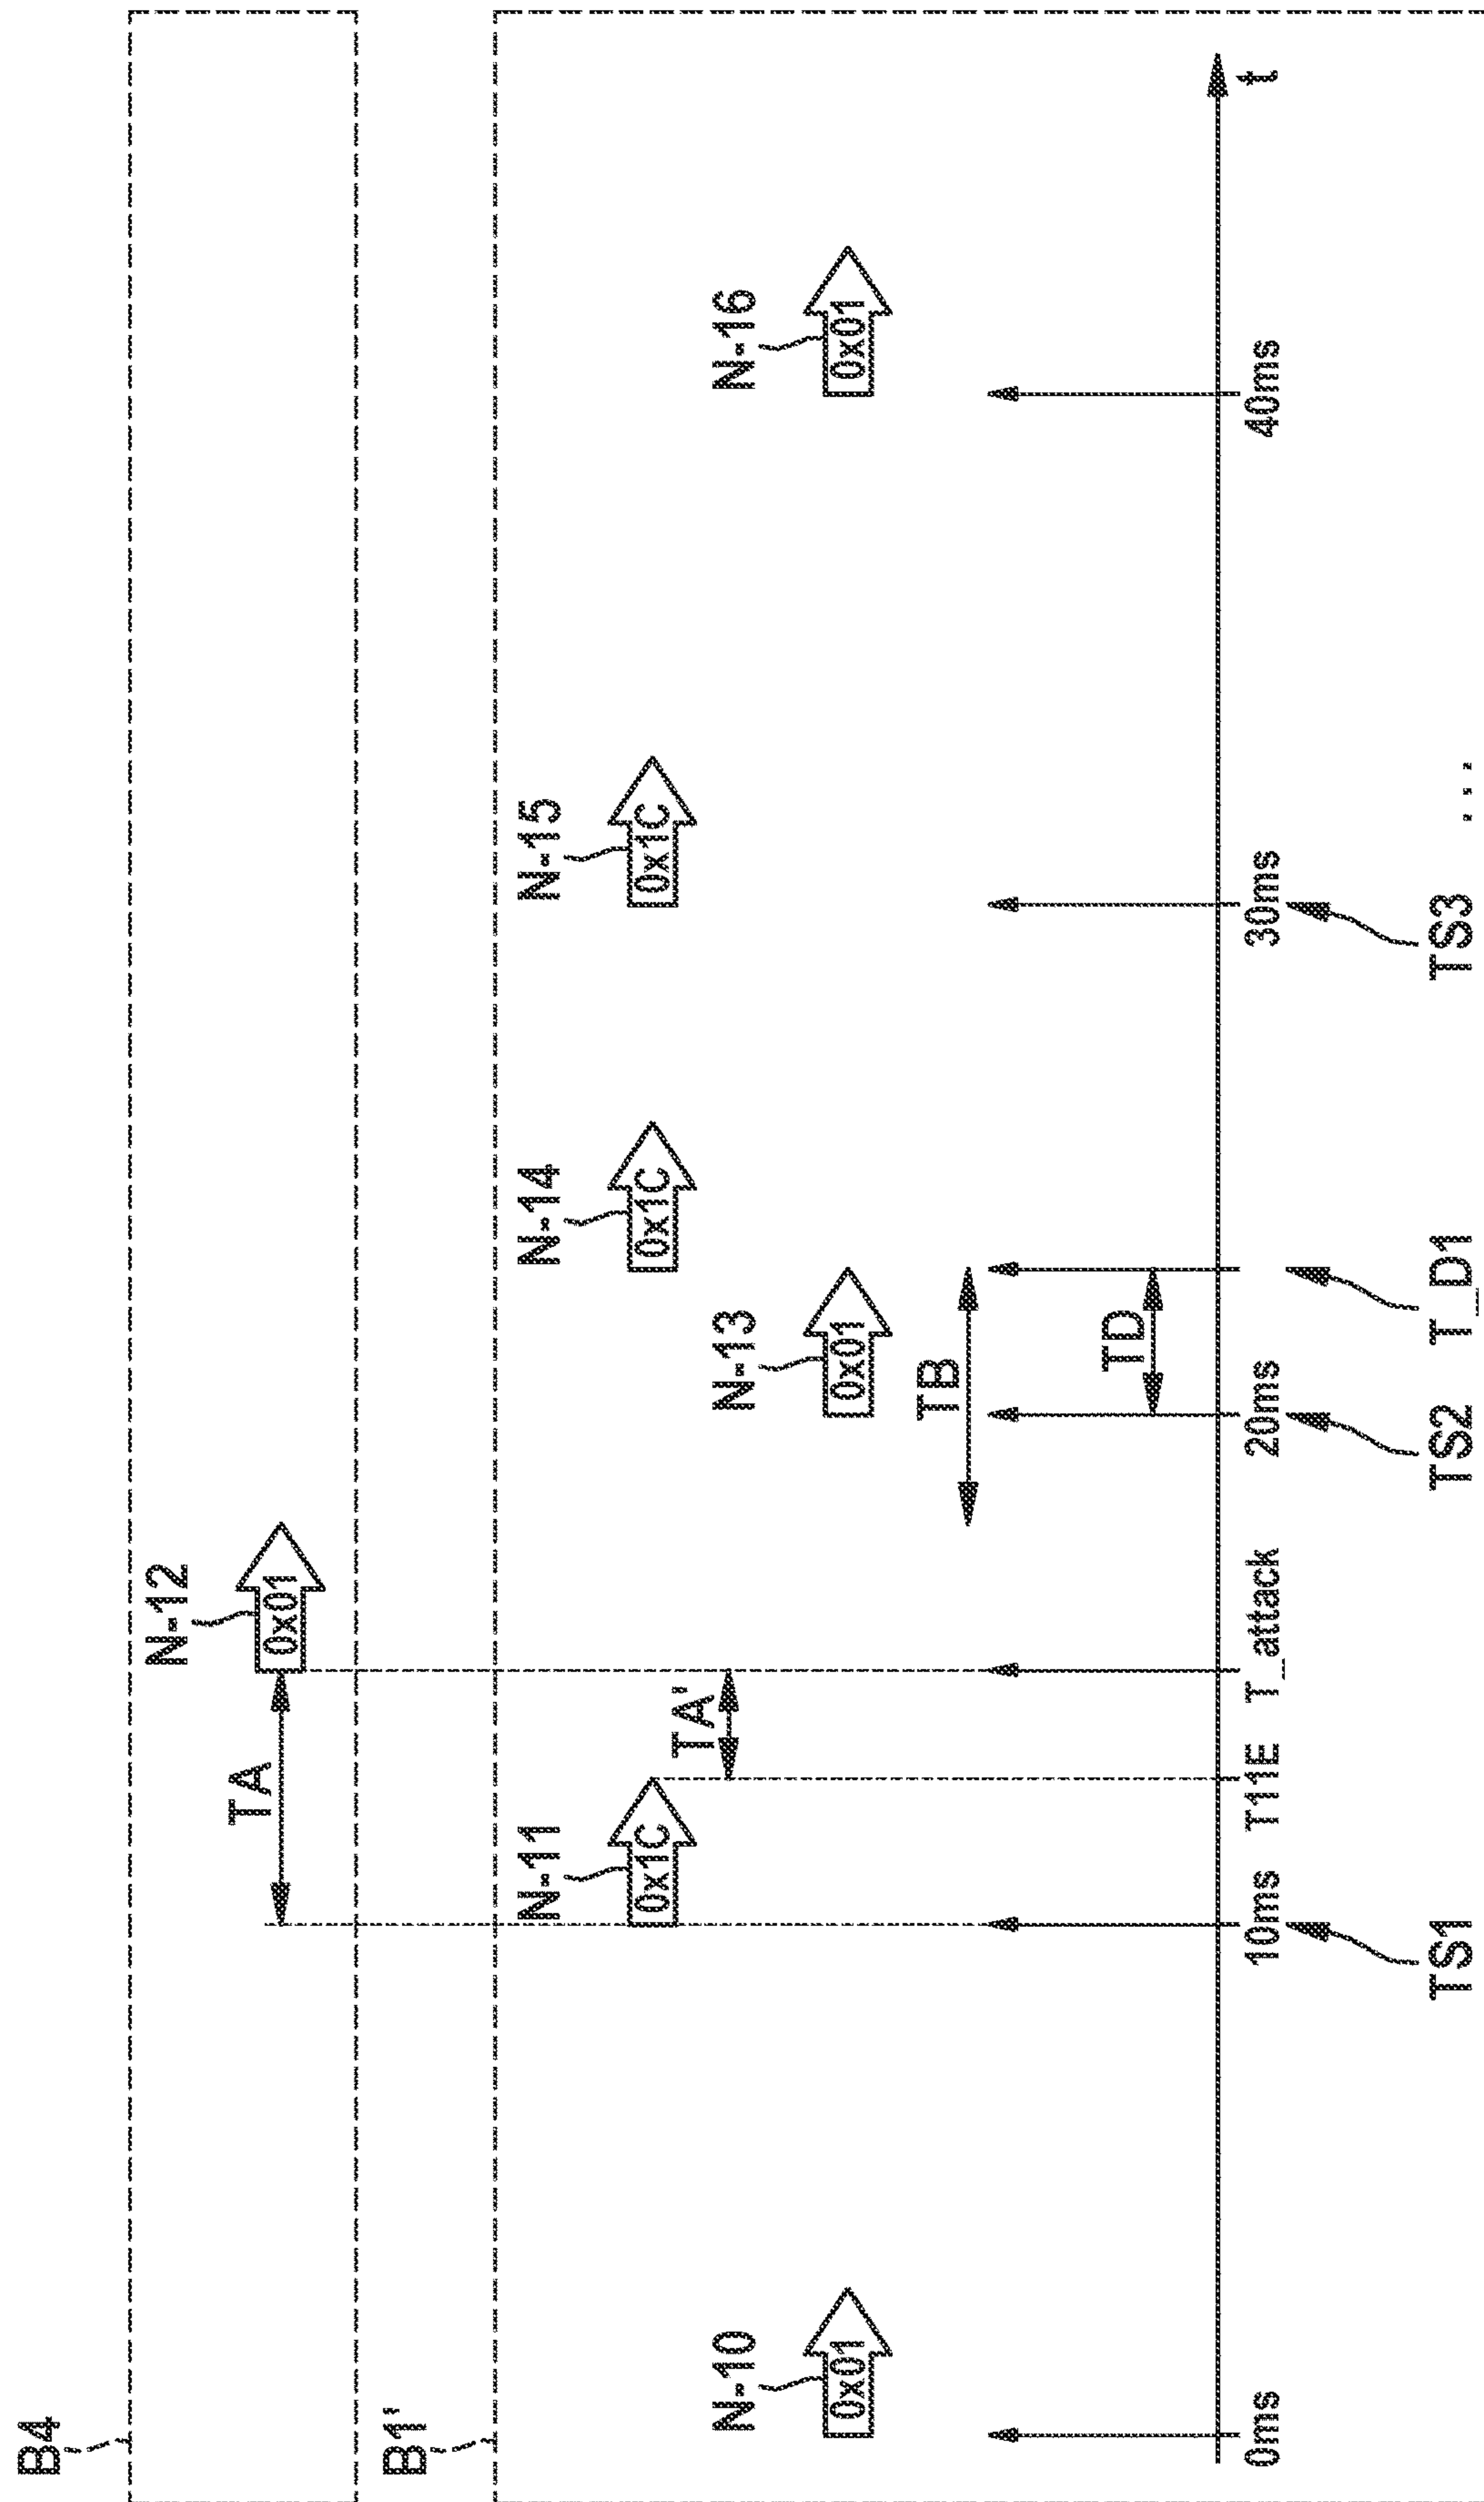 B4
N-12
0x01
TA
B1'
N-11
0x1C
N-14
0x1C
N-15
0x1C
TA'
N-10
0x01
N-13
0x01
N-16
0x01
TB
TD
0ms
10ms
T11E
T_attack
20ms
30ms
40ms
t
TS1
TS2
T_D1
TS3
...